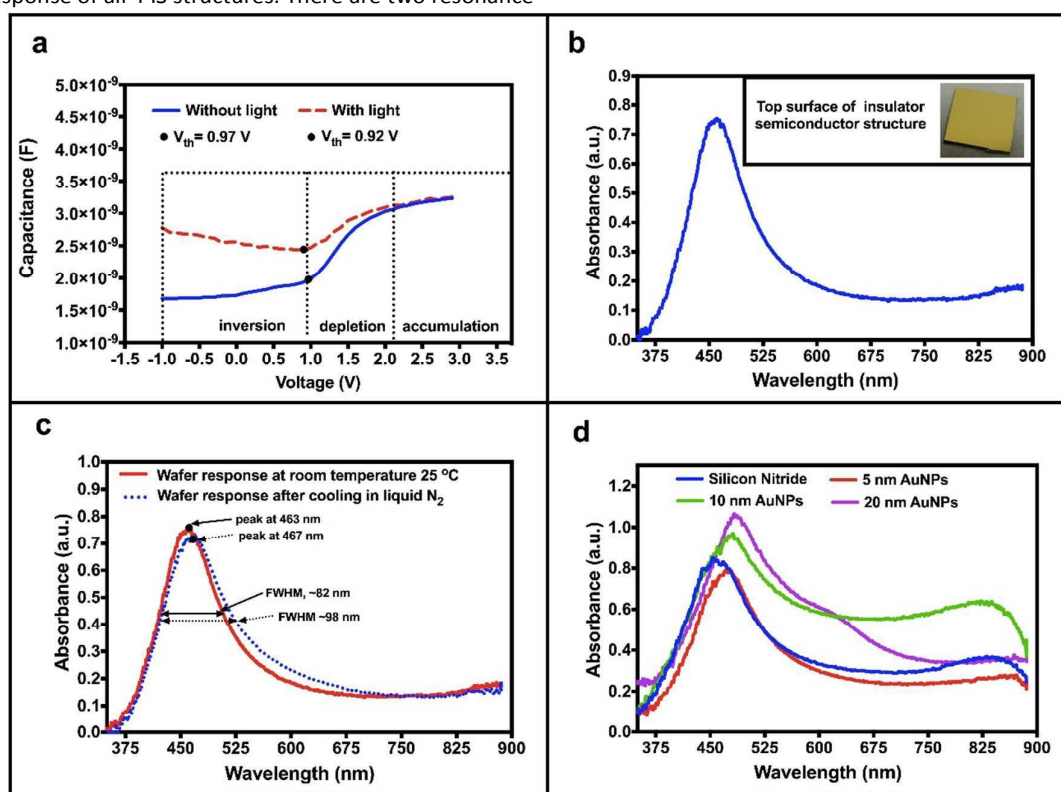 esponse of all PIS structures. There are two resonance
a
5.0×10⁻⁹
4.5×10⁻⁹
4.0×10⁻⁹
3.5×10⁻⁹
3.0×10⁻⁹
2.5×10⁻⁹
2.0×10⁻⁹
1.5×10⁻⁹
1.0×10⁻⁹
Capacitance (F)
Without light
With light
Vth= 0.97 V
Vth= 0.92 V
inversion
depletion
accumulation
-1.5 -1.0 -0.5 0.0 0.5 1.0 1.5 2.0 2.5 3.0 3.5
Voltage (V)
b
0.9
0.8
0.7
0.6
0.5
0.4
0.3
0.2
0.1
0.0
Absorbance (a.u.)
Top surface of insulator
semiconductor structure
375 450 525 600 675 750 825 900
Wavelength (nm)
c
1.0
0.9
0.8
0.7
0.6
0.5
0.4
0.3
0.2
0.1
0.0
Absorbance (a.u.)
Wafer response at room temperature 25 °C
Wafer response after cooling in liquid N₂
peak at 463 nm
peak at 467 nm
FWHM, ~82 nm
FWHM ~98 nm
375 450 525 600 675 750 825 900
Wavelength (nm)
d
1.2
1.0
0.8
0.6
0.4
0.2
0.0
Absorbance (a.u.)
Silicon Nitride
5 nm AuNPs
10 nm AuNPs
20 nm AuNPs
375 450 525 600 675 750 825 900
Wavelength (nm)